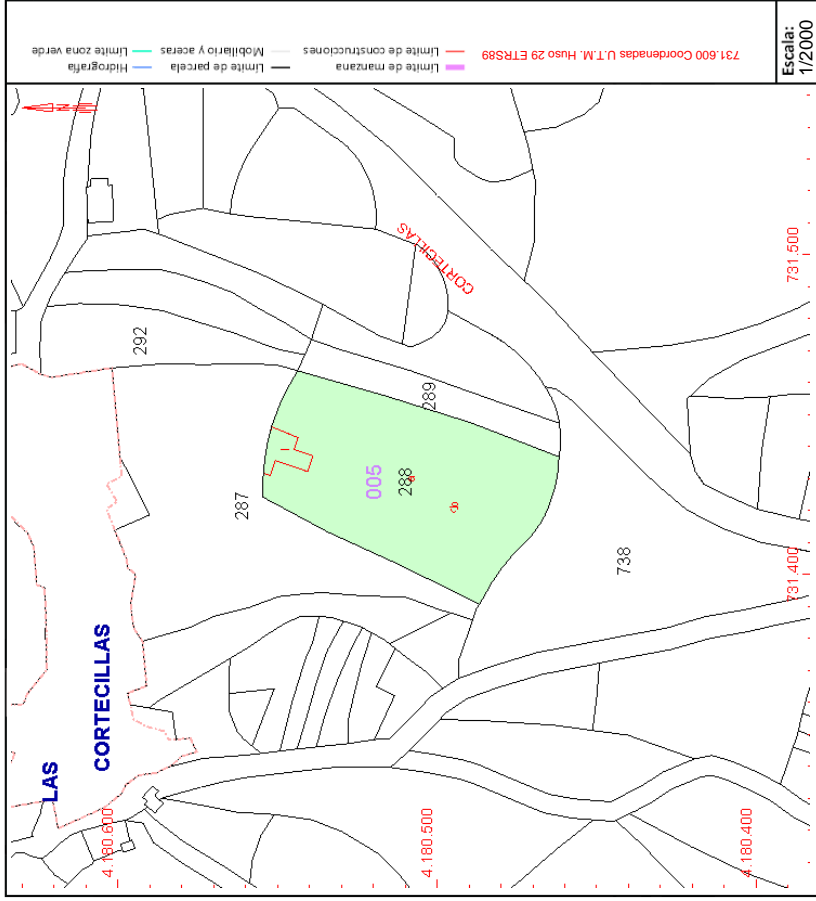 Límite de manzana
Límite de parcela
Hidrografía
Límite de construcciones
Mobiliario y aceras
Límite zona verde
731.600 Coordenadas U.T.M. Huso 29 ETRS89
Escala:
1/2000
LAS
CORTECILLAS
292
287
289
288
005
738
CORTECILLAS
731.500
731.400
4.180.600
4.180.500
4.180.400